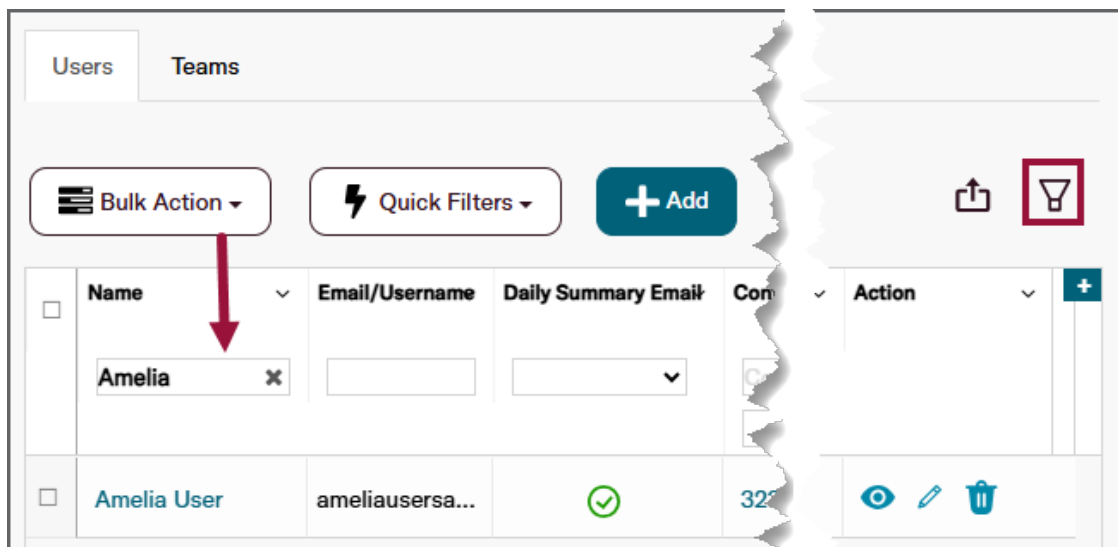 Users Teams
Bulk Action Quick Filters Add
Name Email/Username Daily Summary Email Action
Amelia
Amelia User ameliausersa...